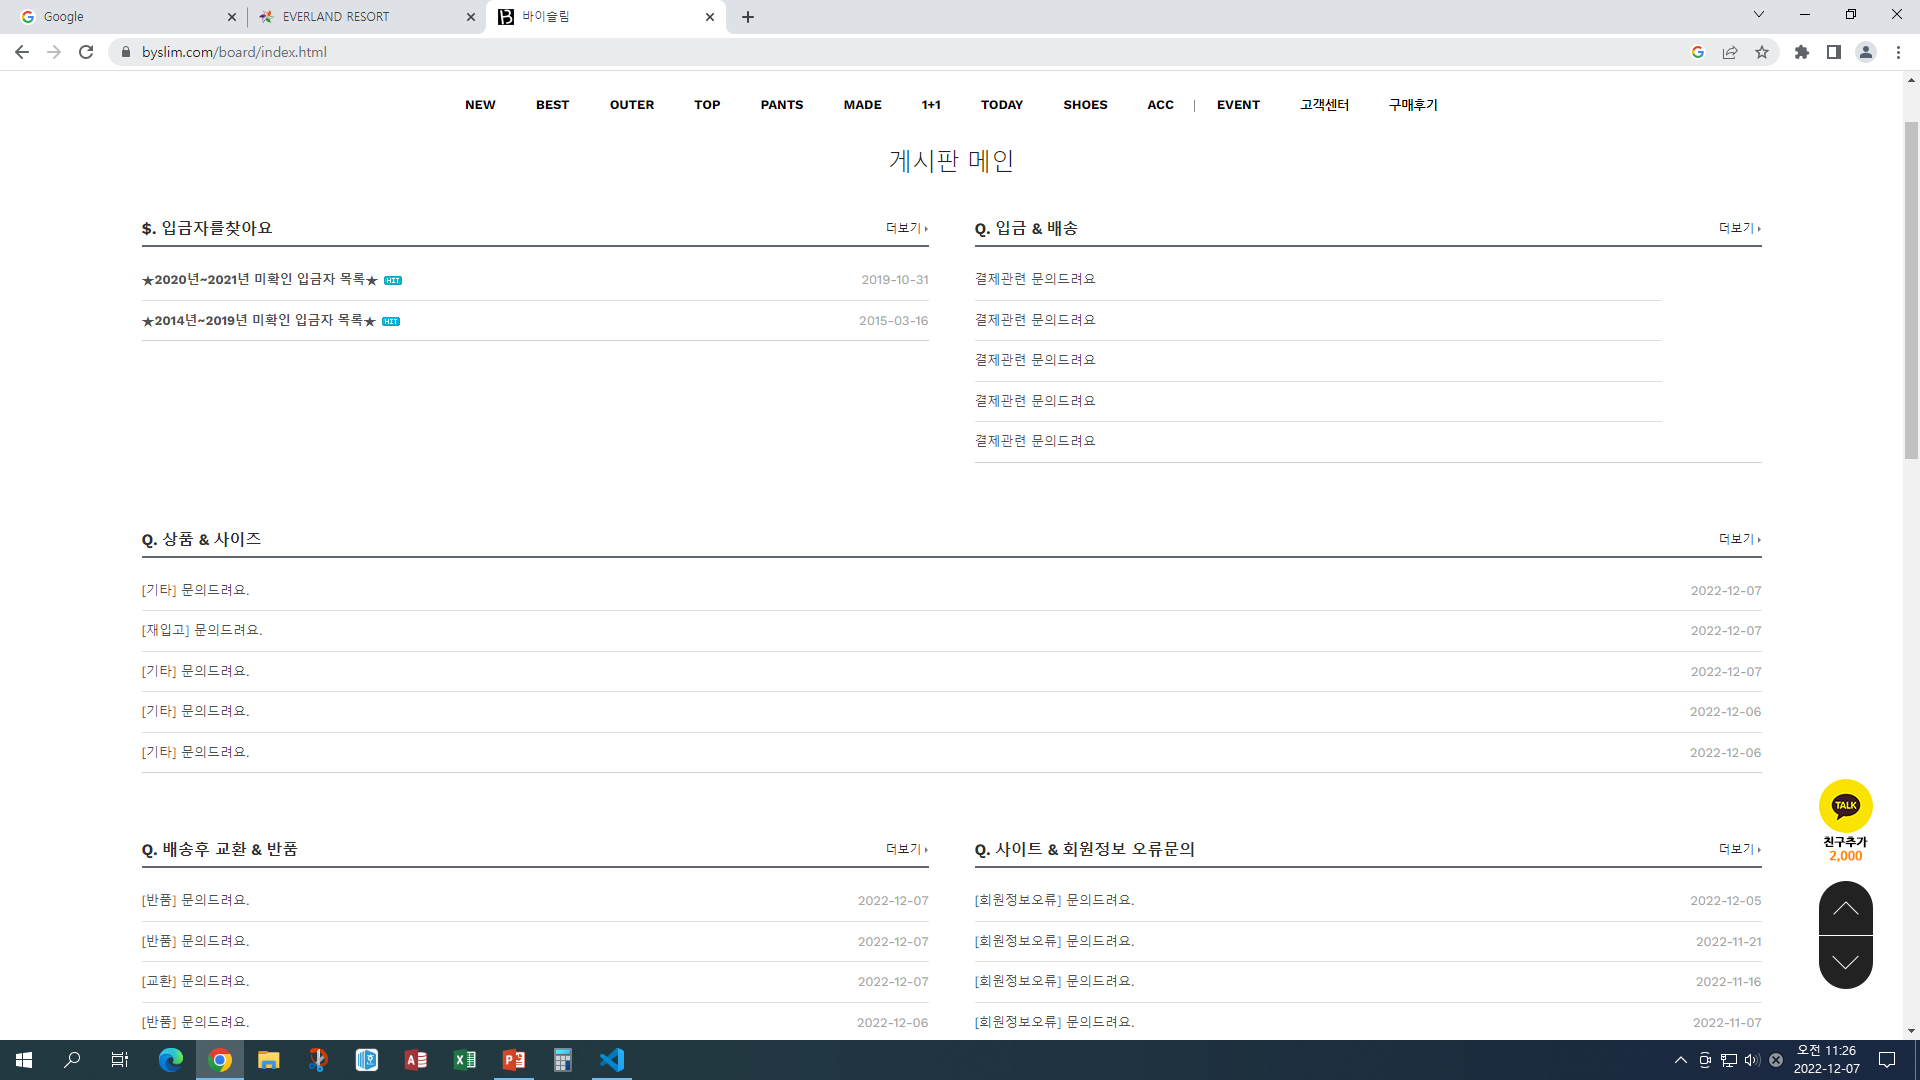 Google
EVERLAND RESORT
바이슬림
byslim.com/board/index.html
NEW BEST OUTER TOP PANTS MADE 1+1 TODAY SHOES ACC | EVENT 고객센터 구매후기
게시판 메인
$. 입금자를찾아요 더보기
★2020년~2021년 미확인 입금자 목록★ HIT 2019-10-31
★2014년~2019년 미확인 입금자 목록★ HIT 2015-03-16
Q. 입금 & 배송 더보기
결제관련 문의드려요
결제관련 문의드려요
결제관련 문의드려요
결제관련 문의드려요
결제관련 문의드려요
Q. 상품 & 사이즈 더보기
[기타] 문의드려요. 2022-12-07
[재입고] 문의드려요. 2022-12-07
[기타] 문의드려요. 2022-12-07
[기타] 문의드려요. 2022-12-06
[기타] 문의드려요. 2022-12-06
Q. 배송후 교환 & 반품 더보기
[반품] 문의드려요. 2022-12-07
[반품] 문의드려요. 2022-12-07
[교환] 문의드려요. 2022-12-07
[반품] 문의드려요. 2022-12-06
Q. 사이트 & 회원정보 오류문의 더보기
[회원정보오류] 문의드려요. 2022-12-05
[회원정보오류] 문의드려요. 2022-11-21
[회원정보오류] 문의드려요. 2022-11-16
[회원정보오류] 문의드려요. 2022-11-07
TALK
친구추가
2,000
오전 11:26
2022-12-07